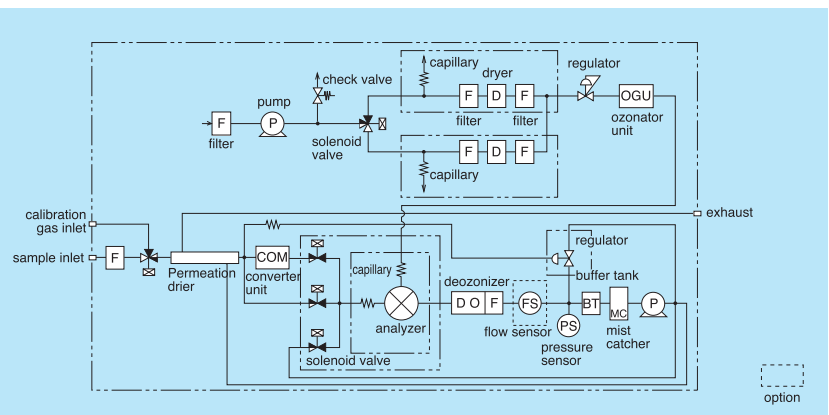 capillary
regulator
dryer
check valve
F D F
OGU
pump
F
P
filter
filter
filter
ozonator
unit
solenoid
valve
F D F
capillary
calibration
gas inlet
exhaust
regulator
sample inlet
F
COM
Permeation
drier
converter
unit
capillary
buffer tank
deozonizer
D O F
FS
BT
MC
P
analyzer
flow sensor
PS
mist
catcher
pressure
sensor
solenoid valve
option